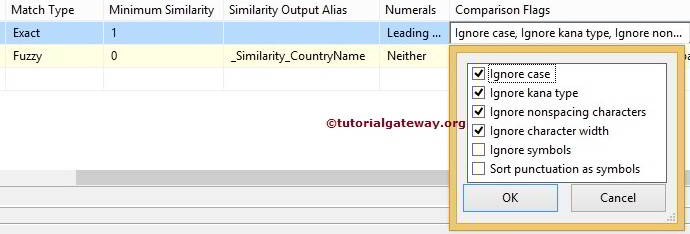 Match Type Minimum Similarity Similarity Output Alias Numerals Comparison Flags
Exact 1 Leading ... Ignore case, Ignore kana type, Ignore non...
Fuzzy 0 _Similarity_CountryName Neither
Ignore case
Ignore kana type
Ignore nonspacing characters
©tutorialgateway.org
Ignore character width
Ignore symbols
Sort punctuation as symbols
OK Cancel